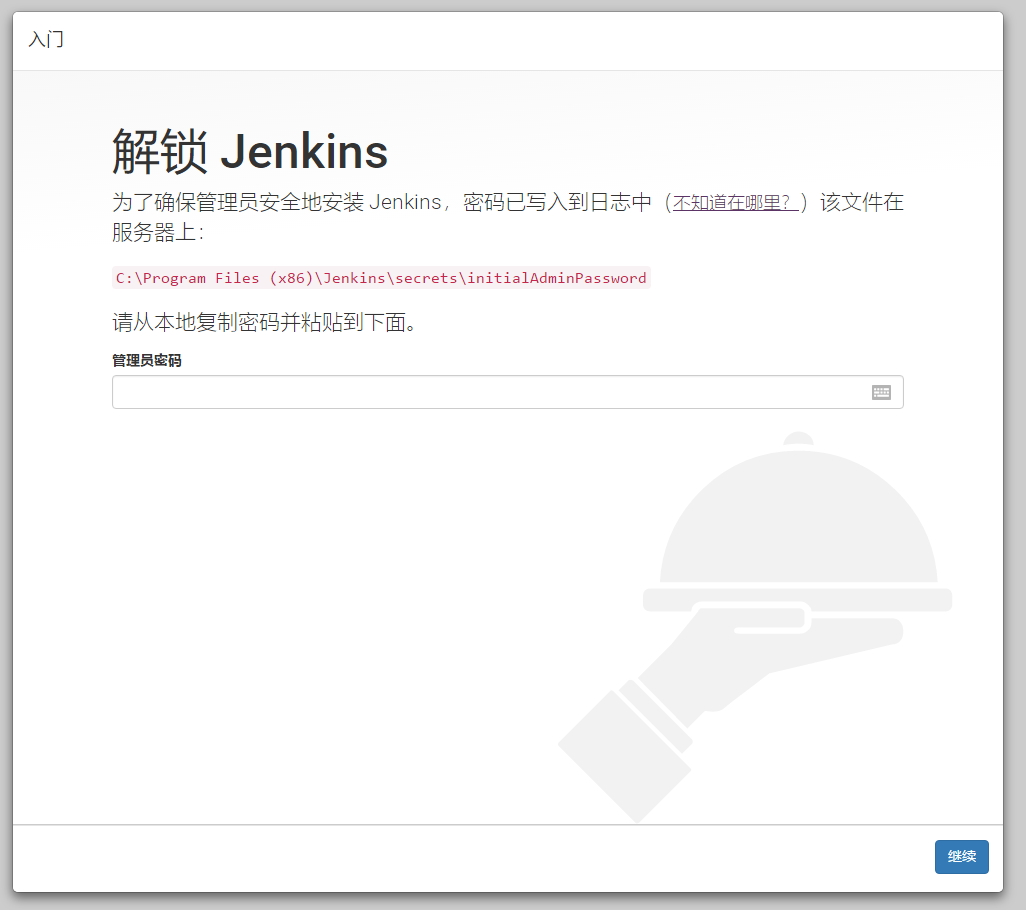 入门
解锁 Jenkins
为了确保管理员安全地安装 Jenkins，密码已写入到日志中（不知道在哪里？）该文件在
服务器上：
C:\Program Files (x86)\Jenkins\secrets\initialAdminPassword
请从本地复制密码并粘贴到下面。
管理员密码
继续